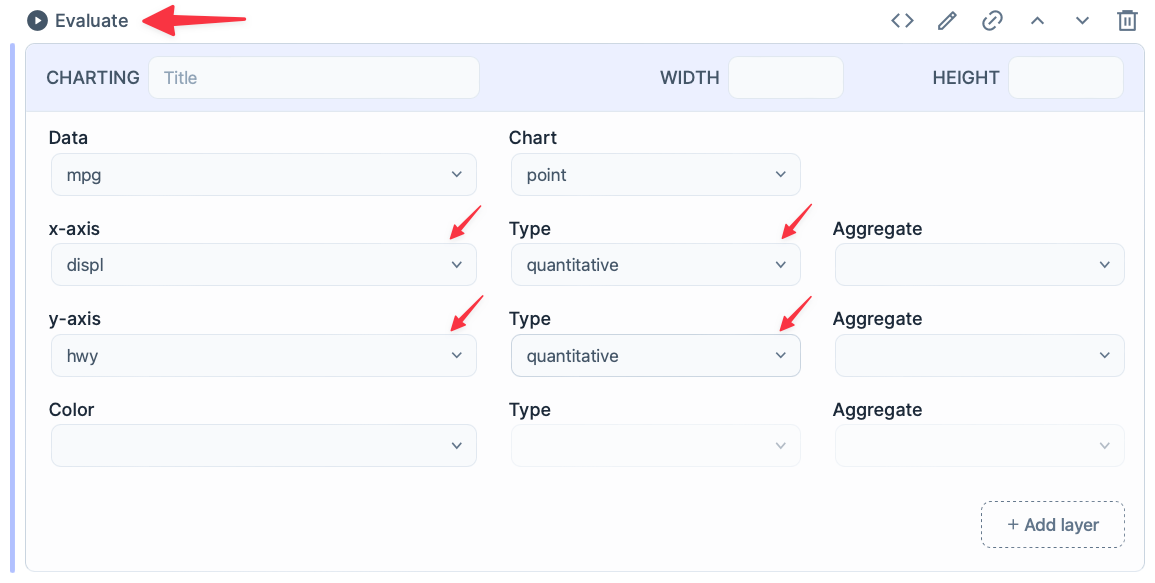 Evaluate
CHARTING Title WIDTH HEIGHT
Data Chart
mpg point
x-axis Type Aggregate
displ quantitative
y-axis Type Aggregate
hwy quantitative
Color Type Aggregate
+ Add layer